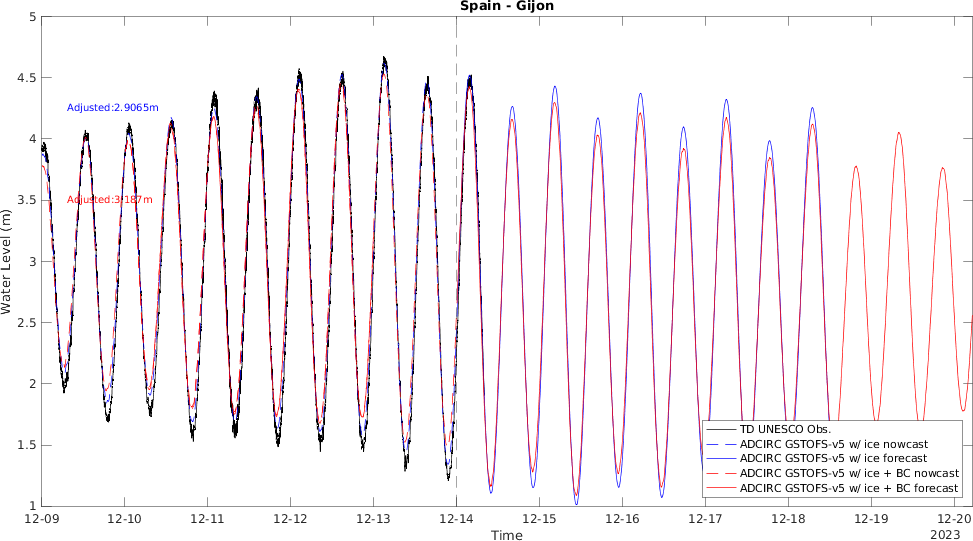 Spain - Gijon
5
4.5
4
3.5
3
2.5
2
1.5
1
Water Level (m)
Adjusted:2.9065m
Adjusted:3.187m
TD UNESCO Obs.
ADCIRC GSTOFS-v5 w/ ice nowcast
ADCIRC GSTOFS-v5 w/ ice forecast
ADCIRC GSTOFS-v5 w/ ice + BC nowcast
ADCIRC GSTOFS-v5 w/ ice + BC forecast
12-09 12-10 12-11 12-12 12-13 12-14 12-15 12-16 12-17 12-18 12-19 12-20
Time
2023